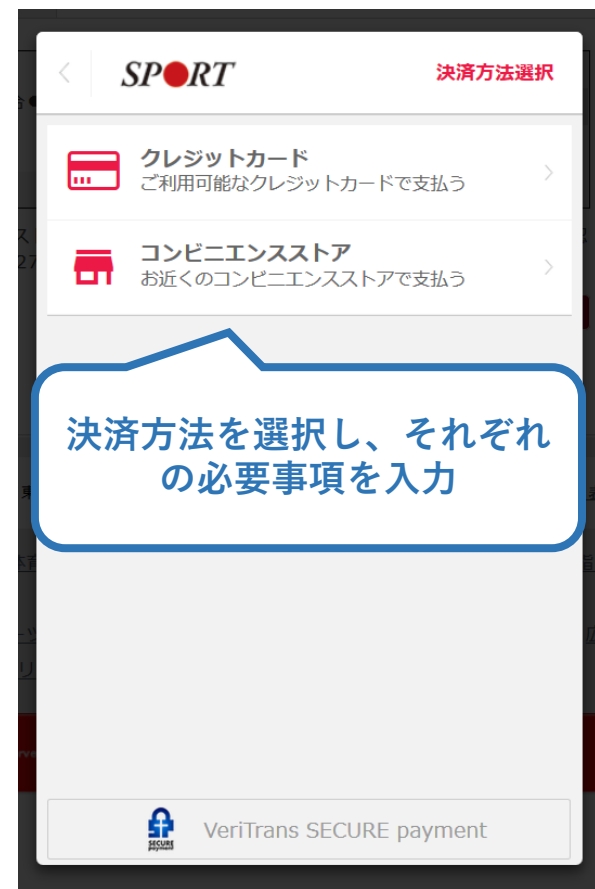 SPORT
決済方法選択
クレジットカード
ご利用可能なクレジットカードで支払う
コンビニエンスストア
お近くのコンビニエンスストアで支払う
決済方法を選択し、それぞれ
の必要事項を入力
SECURE
payment
VeriTrans SECURE payment